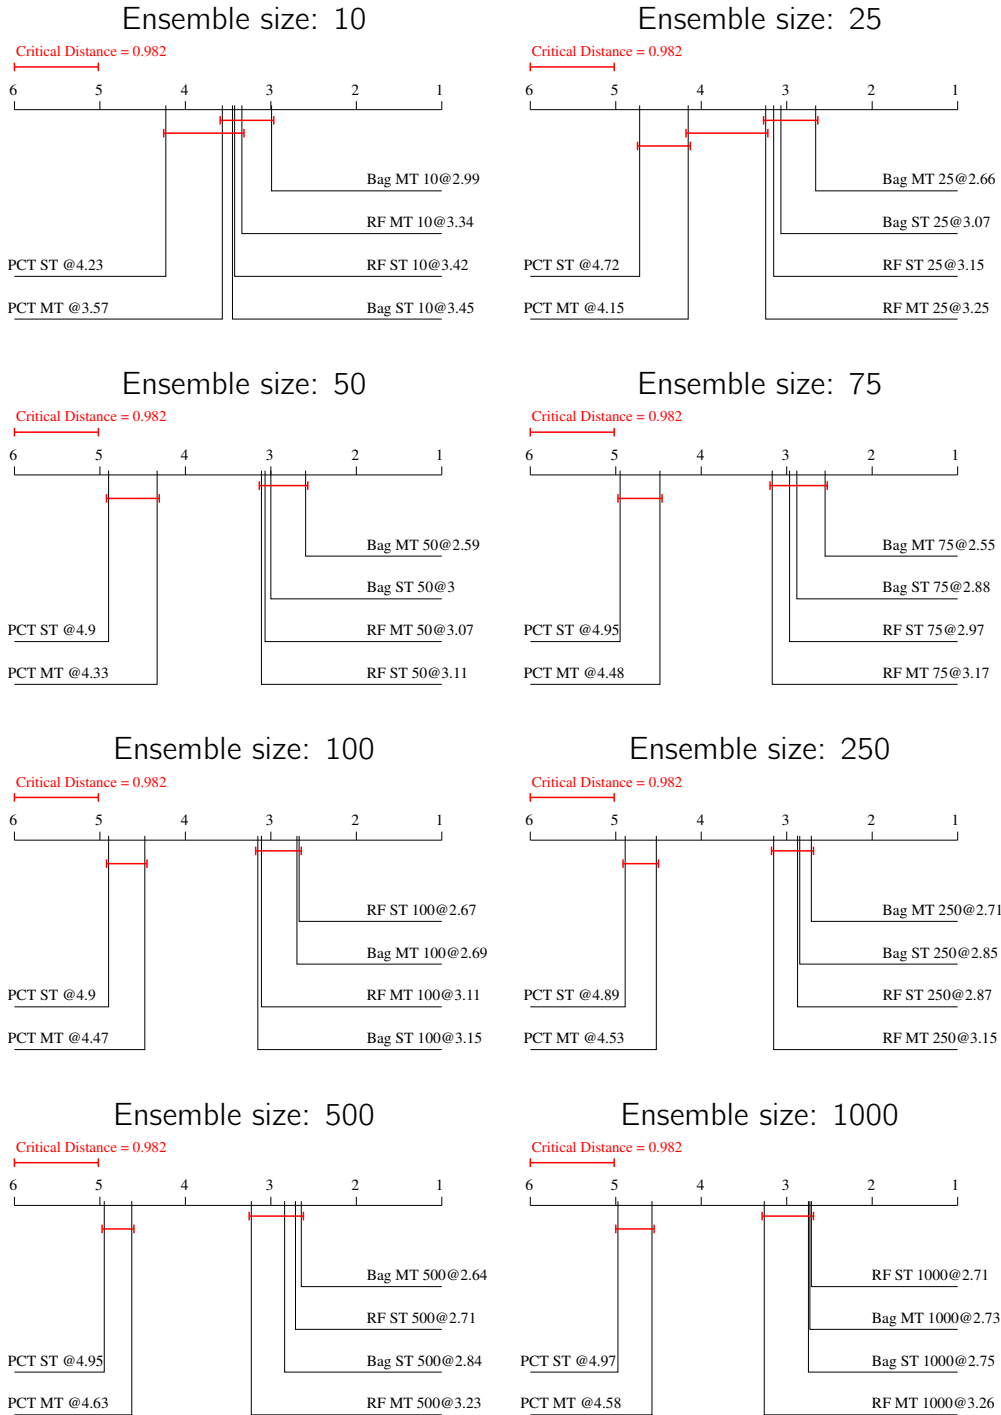 Ensemble size: 10
Critical Distance = 0.982
6 5 4 3 2 1
Bag MT 10@2.99
RF MT 10@3.34
PCT ST @4.23
RF ST 10@3.42
PCT MT @3.57
Bag ST 10@3.45
Ensemble size: 25
Critical Distance = 0.982
6 5 4 3 2 1
Bag MT 25@2.66
Bag ST 25@3.07
PCT ST @4.72
RF ST 25@3.15
PCT MT @4.15
RF MT 25@3.25
Ensemble size: 50
Critical Distance = 0.982
6 5 4 3 2 1
Bag MT 50@2.59
Bag ST 50@3
PCT ST @4.9
RF MT 50@3.07
PCT MT @4.33
RF ST 50@3.11
Ensemble size: 75
Critical Distance = 0.982
6 5 4 3 2 1
Bag MT 75@2.55
Bag ST 75@2.88
PCT ST @4.95
RF ST 75@2.97
PCT MT @4.48
RF MT 75@3.17
Ensemble size: 100
Critical Distance = 0.982
6 5 4 3 2 1
RF ST 100@2.67
Bag MT 100@2.69
PCT ST @4.9
RF MT 100@3.11
PCT MT @4.47
Bag ST 100@3.15
Ensemble size: 250
Critical Distance = 0.982
6 5 4 3 2 1
Bag MT 250@2.71
Bag ST 250@2.85
PCT ST @4.89
RF ST 250@2.87
PCT MT @4.53
RF MT 250@3.15
Ensemble size: 500
Critical Distance = 0.982
6 5 4 3 2 1
Bag MT 500@2.64
RF ST 500@2.71
PCT ST @4.95
Bag ST 500@2.84
PCT MT @4.63
RF MT 500@3.23
Ensemble size: 1000
Critical Distance = 0.982
6 5 4 3 2 1
RF ST 1000@2.71
Bag MT 1000@2.73
PCT ST @4.97
Bag ST 1000@2.75
PCT MT @4.58
RF MT 1000@3.26